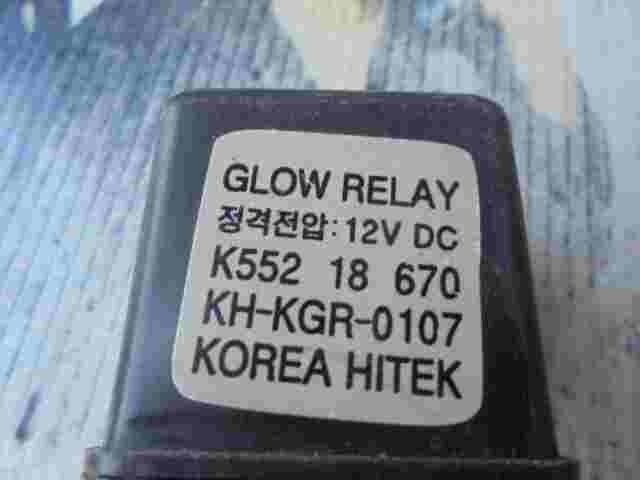 GLOW RELAY
정격전압: 12V DC
K552 18 670
KH-KGR-0107
KOREA HITEK